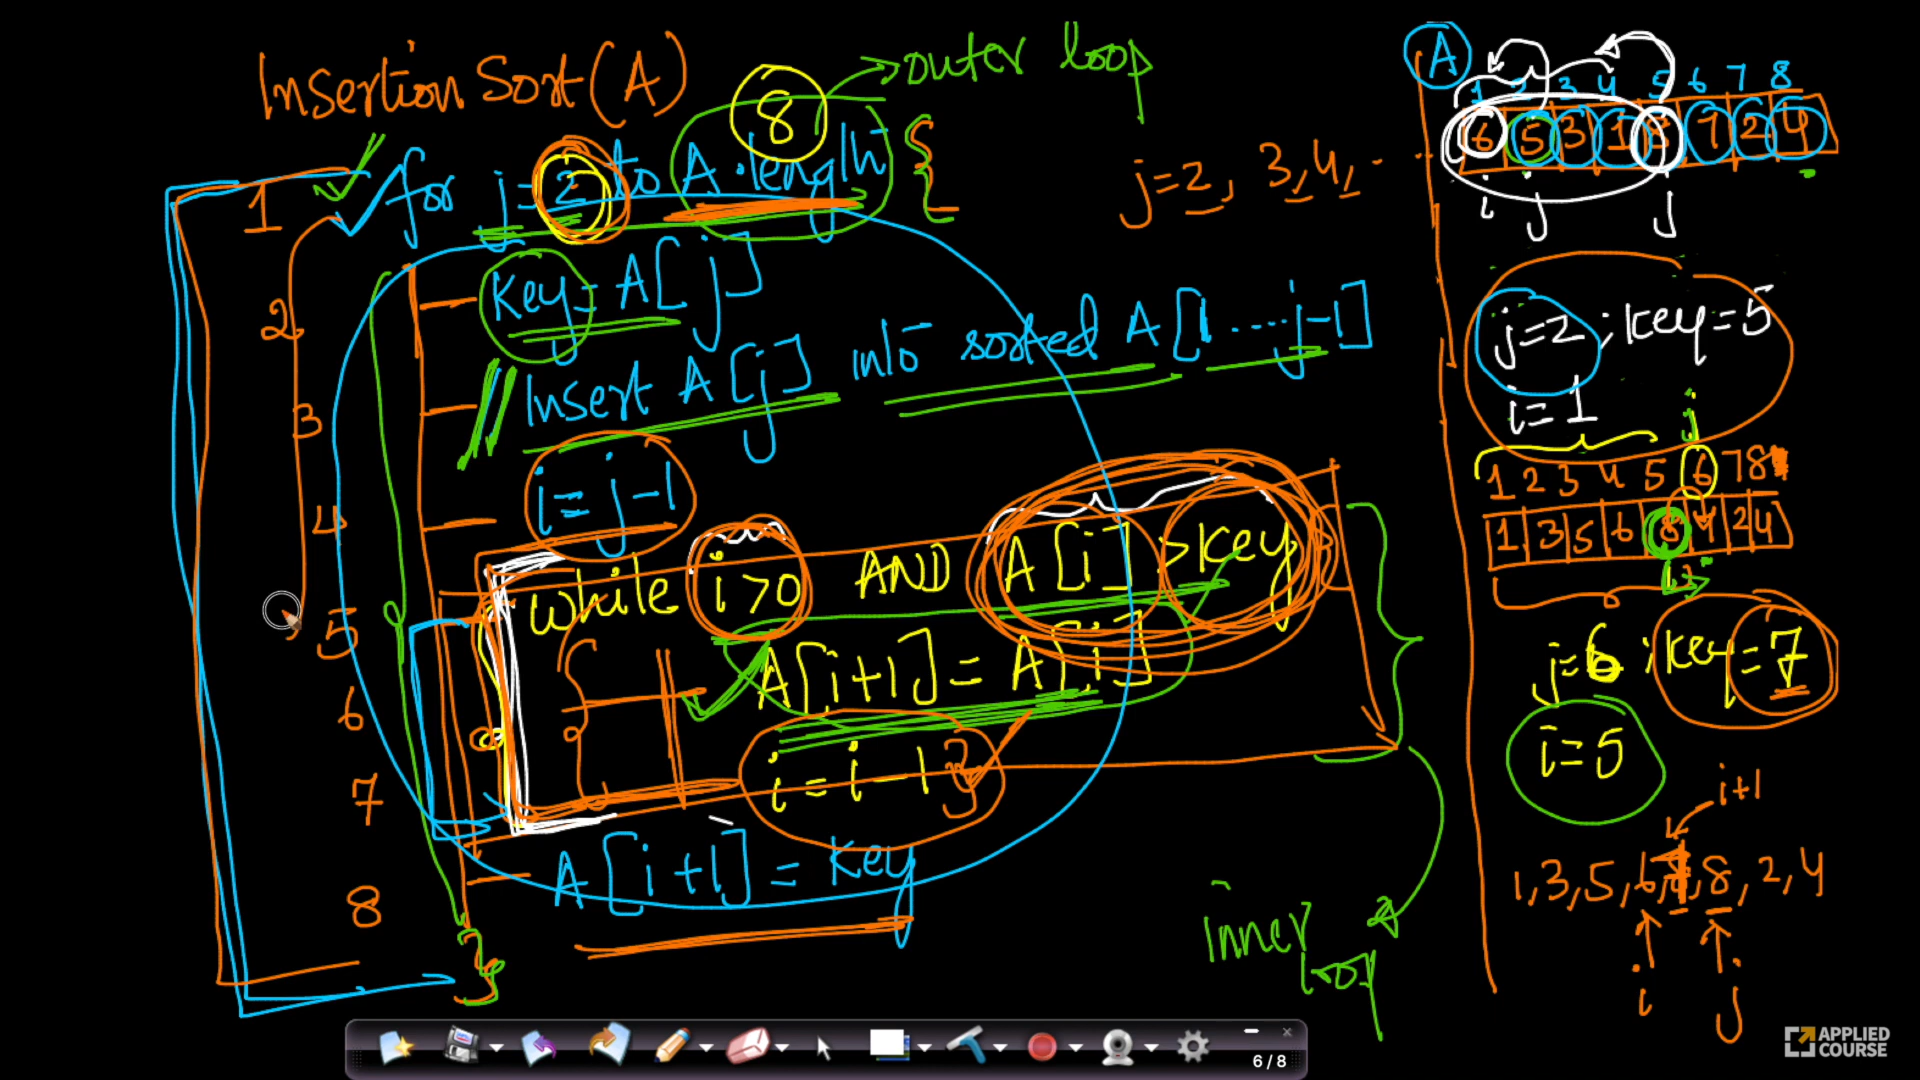 Insertion Sort(A)
8
outer loop
1 for j=2 to A.length {
j=2, 3, 4, . . .
2 Key = A[j]
3 // Insert A[j] into sorted A[1....j-1]
4 i = j-1
5 while i>0 AND A[i] > key
6 { A[i+1] = A[i]
7 i = i-1 }
8 A[i+1] = Key
}
inner
loop
A
1 2 3 4 5 6 7 8
6 5 3 1 8 7 2 4
i j j
j=2 ; key=5
i=1
j
1 2 3 4 5 6 7 8
1 3 5 6 8 7 2 4
i
j=6 ; key=7
i=5
i+1
1, 3, 5, 6, 7, 8, 2, 4
i j
6 / 8
APPLIED
COURSE